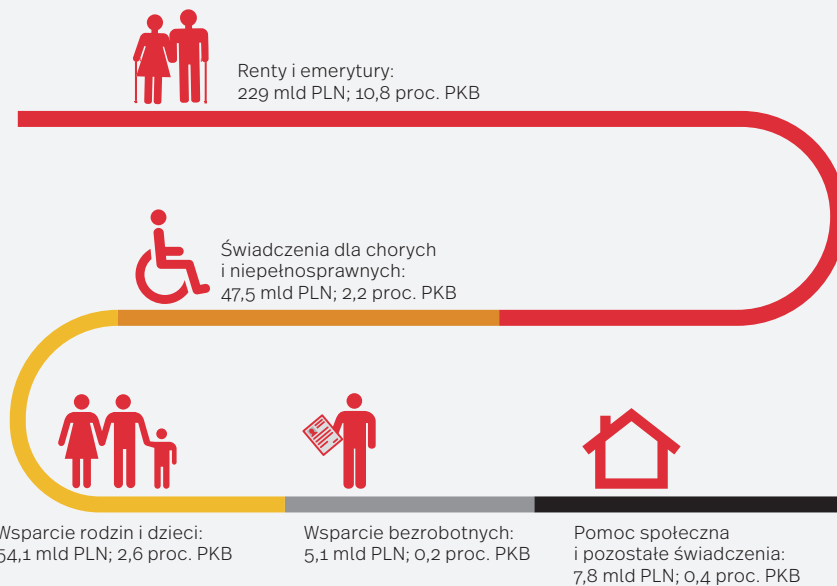 Renty i emerytury:
229 mld PLN; 10,8 proc. PKB
Świadczenia dla chorych
i niepełnosprawnych:
47,5 mld PLN; 2,2 proc. PKB
Wsparcie rodzin i dzieci:
54,1 mld PLN; 2,6 proc. PKB
Wsparcie bezrobotnych:
5,1 mld PLN; 0,2 proc. PKB
Pomoc społeczna
i pozostałe świadczenia:
7,8 mld PLN; 0,4 proc. PKB